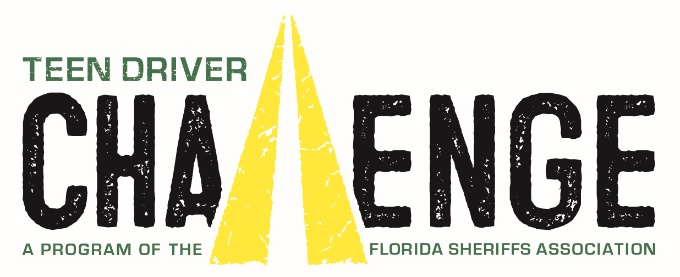 TEEN DRIVER
CHALLENGE
A PROGRAM OF THE FLORIDA SHERIFFS ASSOCIATION